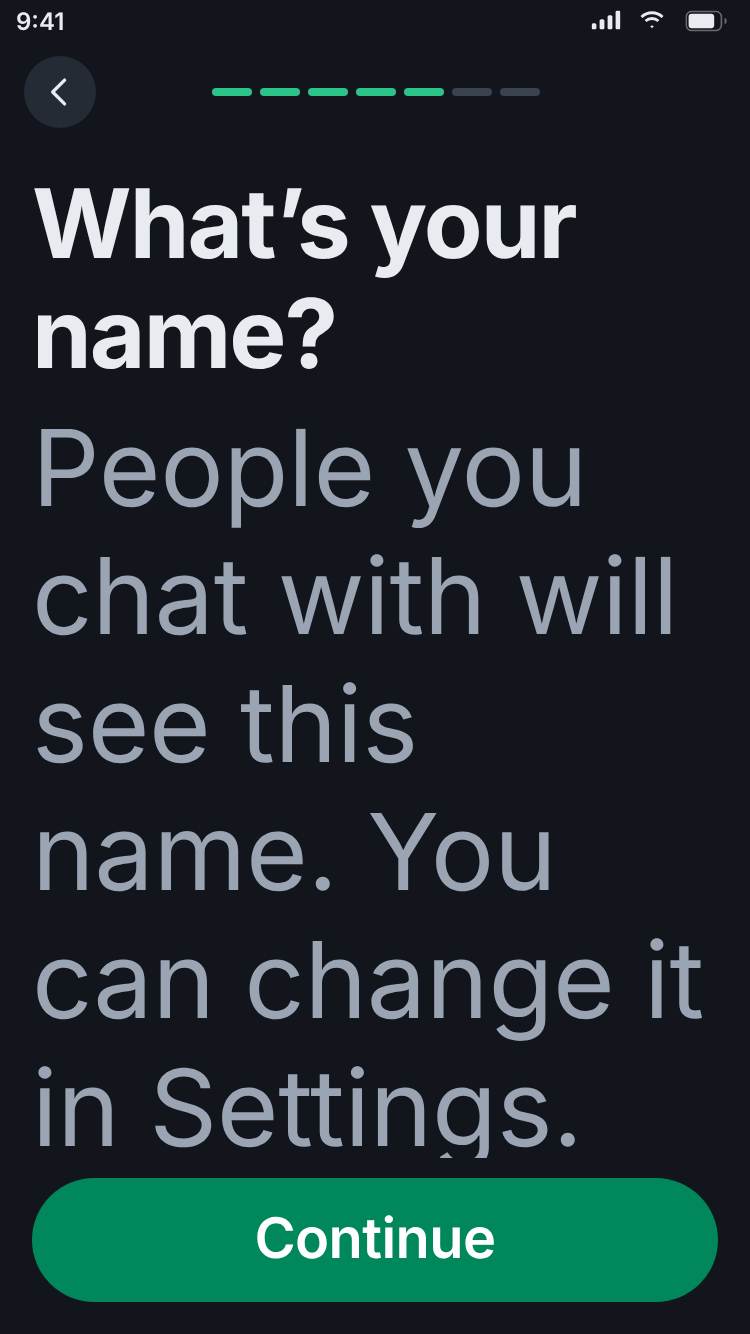 9:41
What’s your
name?
People you
chat with will
see this
name. You
can change it
in Settings.
Continue